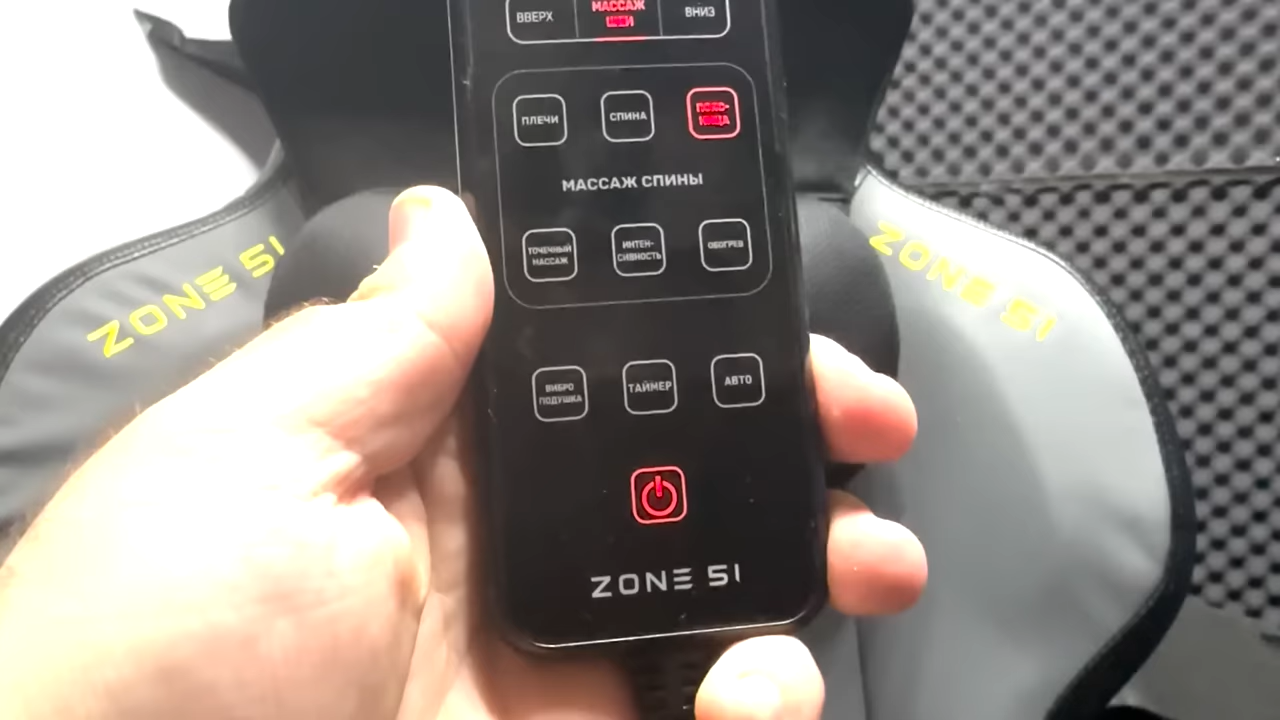 ВВЕРХ
МАССАЖ
ШЕИ
ВНИЗ
ПЛЕЧИ
СПИНА
ПОЯС-
НИЦА
МАССАЖ СПИНЫ
ТОЧЕЧНЫЙ
МАССАЖ
ИНТЕН-
СИВНОСТЬ
ОБОГРЕВ
ВИБРО
ПОДУШКА
ТАЙМЕР
АВТО
ZONE 51
ZONE 51
ZONE 51